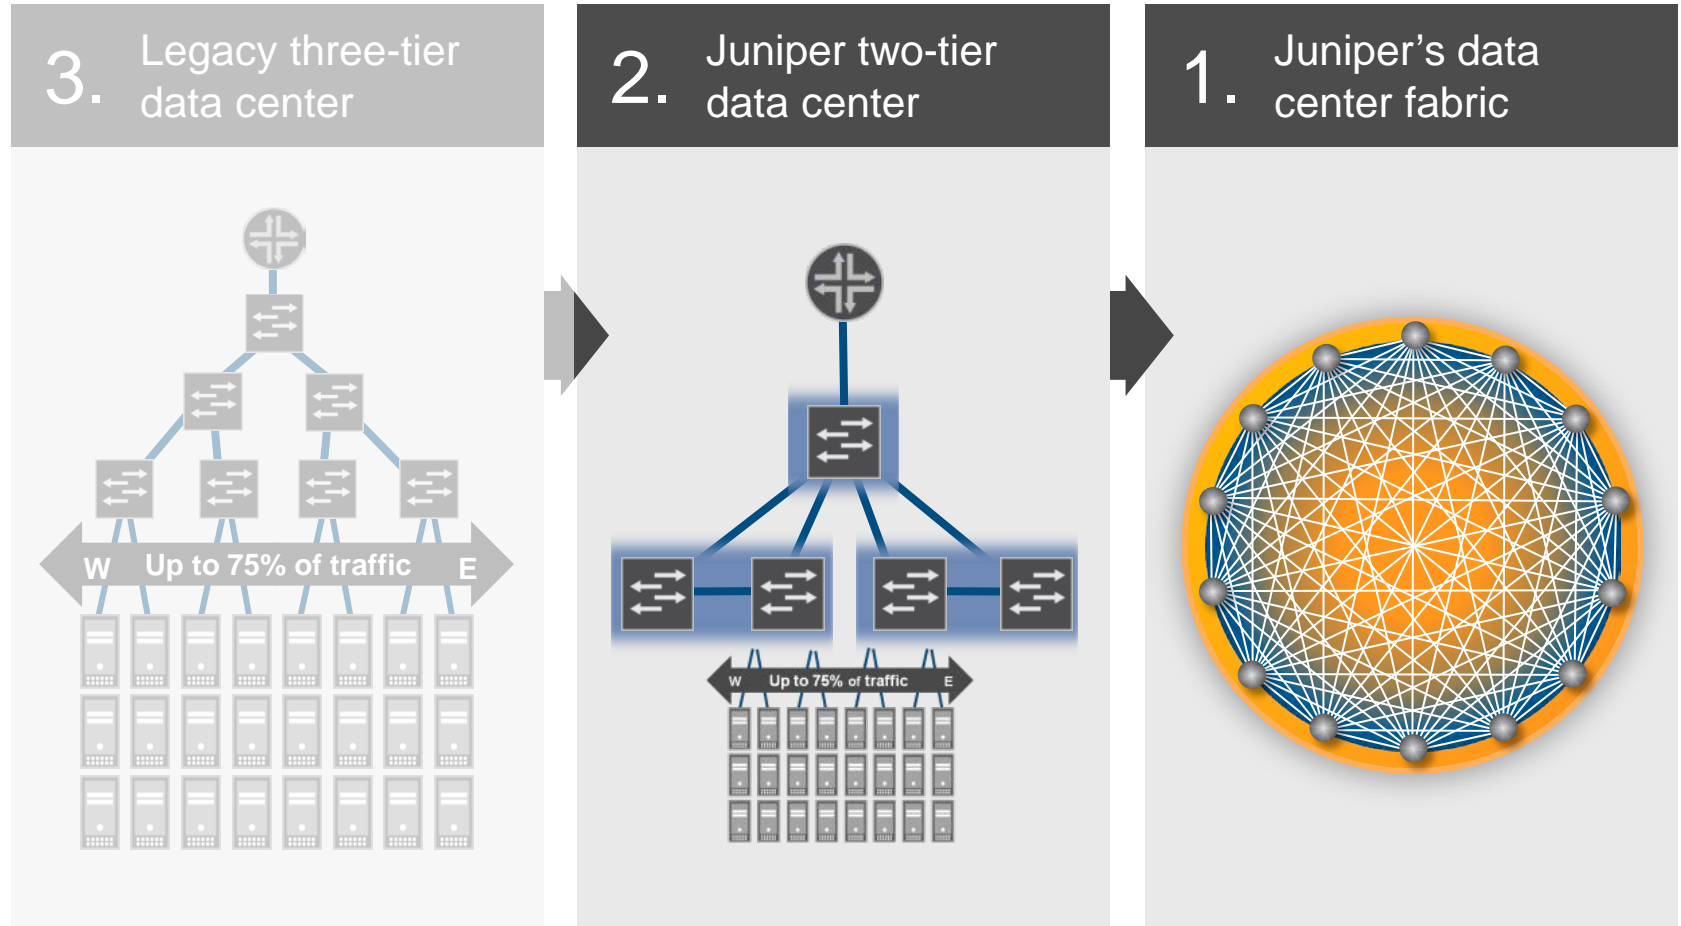 3.
Legacy three-tier
data center
2.
Juniper two-tier
data center
1.
Juniper’s data
center fabric
W Up to 75% of traffic E
W Up to 75% of traffic E